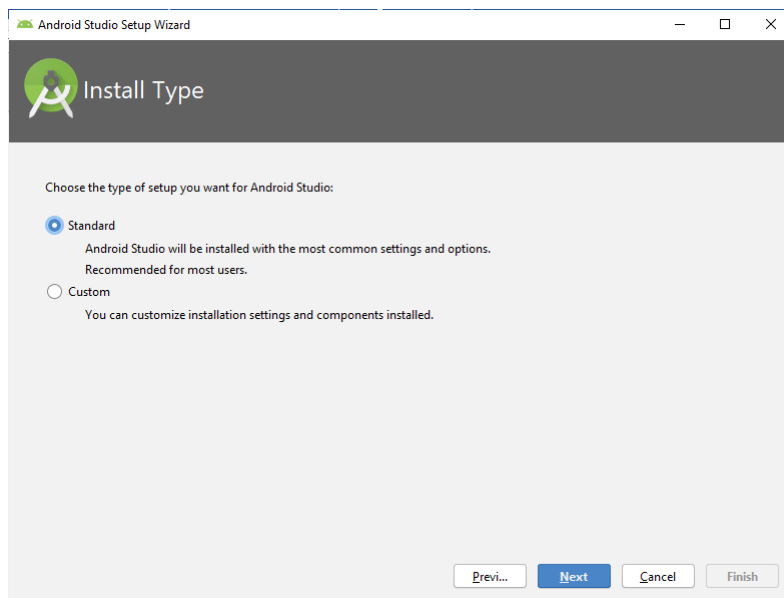 Android Studio Setup Wizard
Install Type
Choose the type of setup you want for Android Studio:
Standard
Android Studio will be installed with the most common settings and options.
Recommended for most users.
Custom
You can customize installation settings and components installed.
Previ... Next Cancel Finish